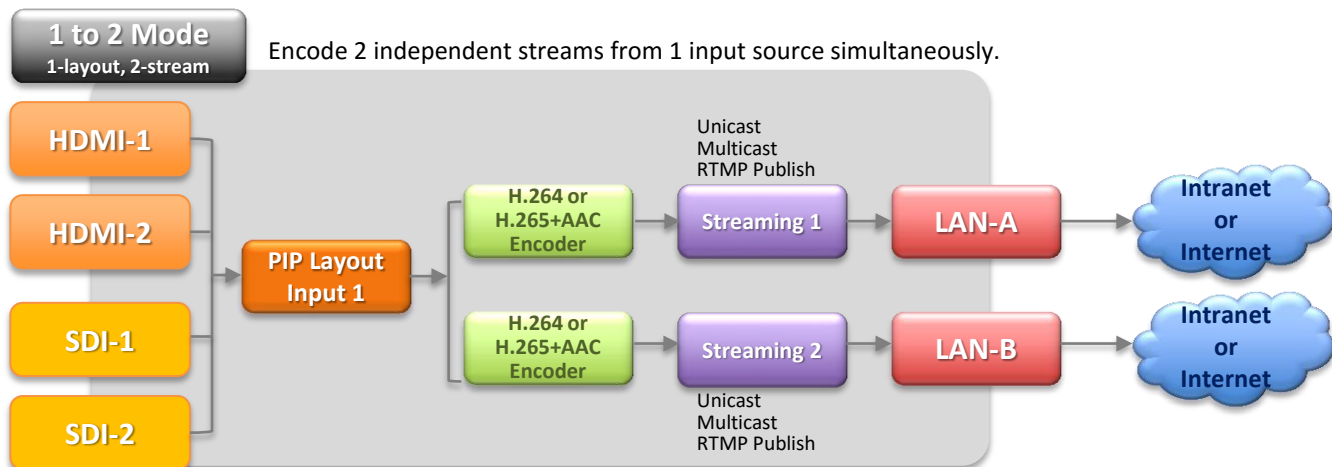 1 to 2 Mode
1-layout, 2-stream
Encode 2 independent streams from 1 input source simultaneously.
HDMI-1
HDMI-2
SDI-1
SDI-2
PIP Layout
Input 1
H.264 or
H.265+AAC
Encoder
Unicast
Multicast
RTMP Publish
Streaming 1
LAN-A
Intranet
or
Internet
H.264 or
H.265+AAC
Encoder
Streaming 2
Unicast
Multicast
RTMP Publish
LAN-B
Intranet
or
Internet